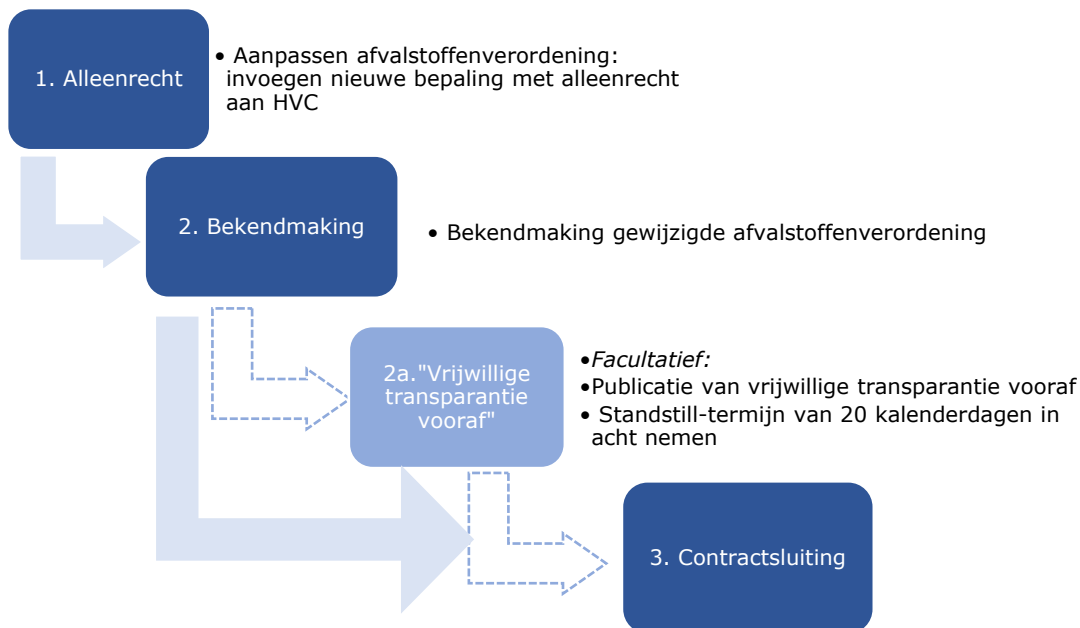 1. Alleenrecht
• Aanpassen afvalstoffenverordening:
invoegen nieuwe bepaling met alleenrecht
aan HVC
2. Bekendmaking
• Bekendmaking gewijzigde afvalstoffenverordening
2a."Vrijwillige
transparantie
vooraf"
•Facultatief:
•Publicatie van vrijwillige transparantie vooraf
• Standstill-termijn van 20 kalenderdagen in
acht nemen
3. Contractsluiting